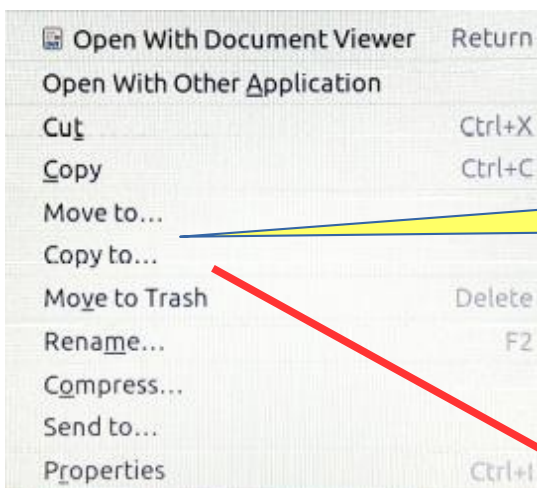 Open With Document Viewer Return
Open With Other Application
Cut Ctrl+X
Copy Ctrl+C
Move to...
Copy to...
Move to Trash Delete
Rename... F2
Compress...
Send to...
Properties Ctrl+I